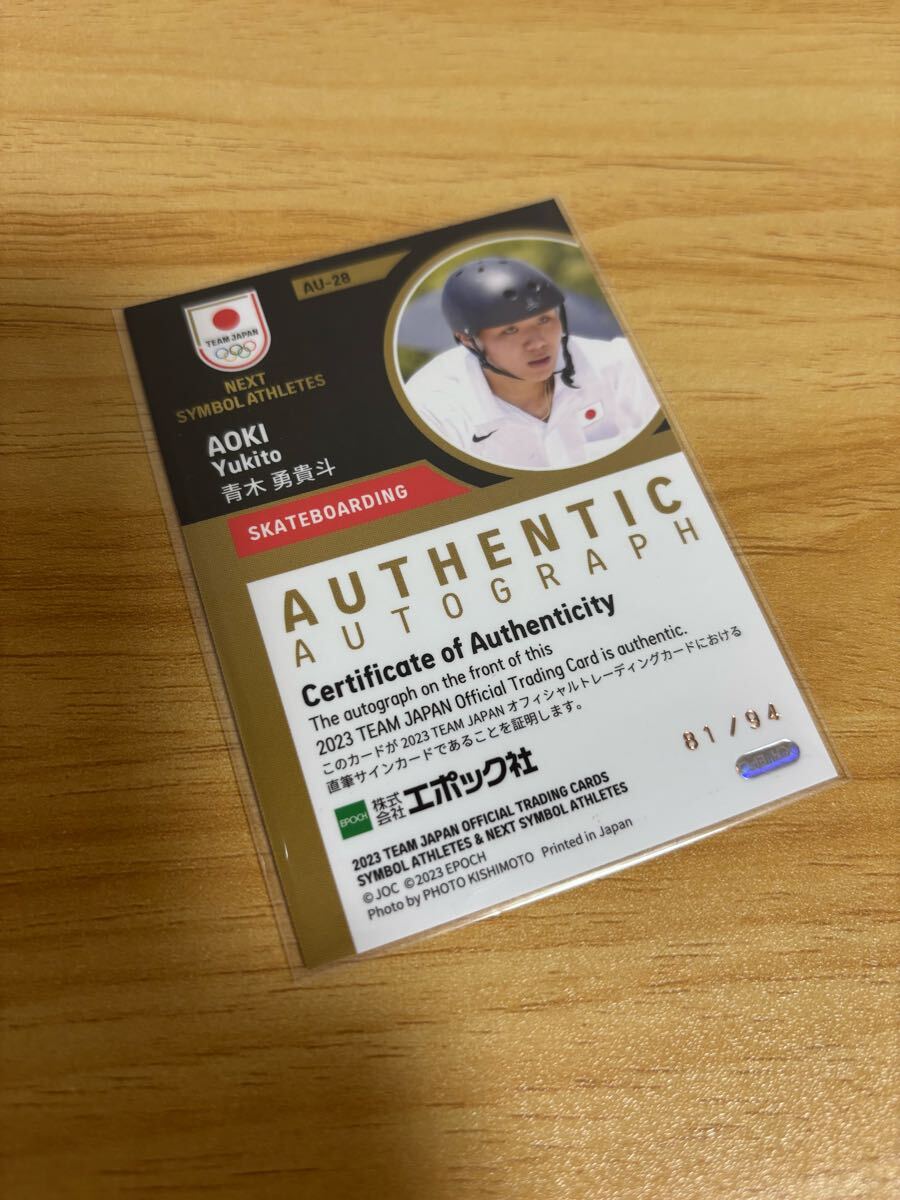 AU-28
TEAM JAPAN
NEXT
SYMBOL ATHLETES
AOKI
Yukito
青木 勇貴斗
SKATEBOARDING
AUTHENTIC
AUTOGRAPH
Certificate of Authenticity
The autograph on the front of this
2023 TEAM JAPAN Official Trading Card is authentic.
このカードが 2023 TEAM JAPAN オフィシャルトレーディングカードにおける
直筆サインカードであることを証明します。
81/94
EPOCH 株式会社 エポック社
2023 TEAM JAPAN OFFICIAL TRADING CARDS
SYMBOL ATHLETES & NEXT SYMBOL ATHLETES
©JOC ©2023 EPOCH
Photo by PHOTO KISHIMOTO Printed in Japan